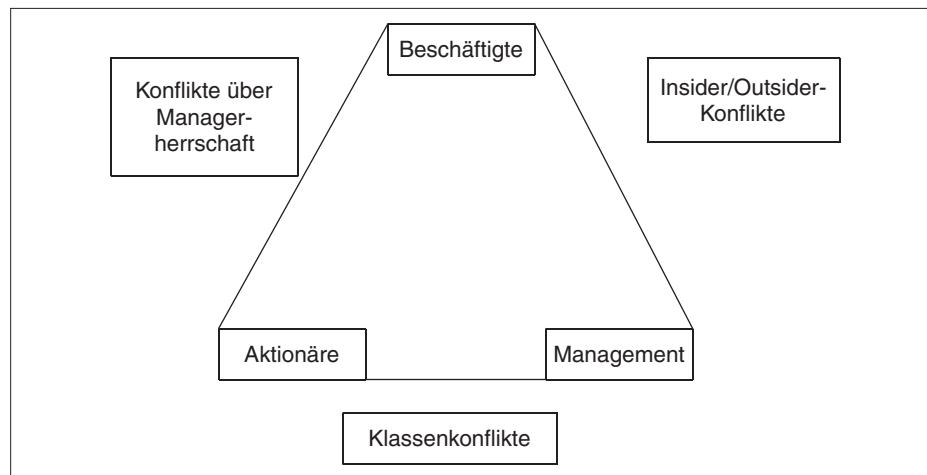 Beschäftigte
Konflikte über
Manager-
herrschaft
Insider/Outsider-
Konflikte
Aktionäre
Management
Klassenkonflikte